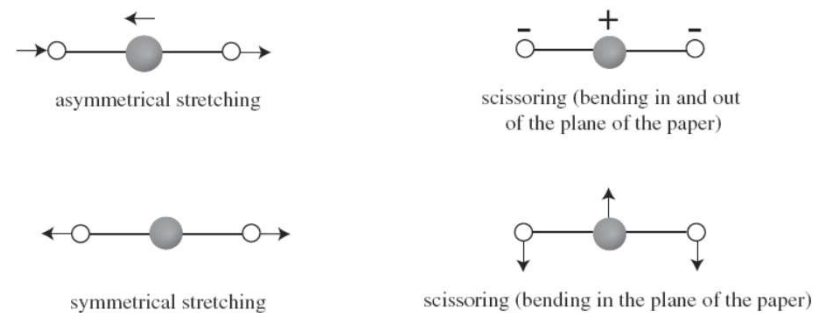 - + -
asymmetrical stretching
scissoring (bending in and out
of the plane of the paper)
symmetrical stretching
scissoring (bending in the plane of the paper)